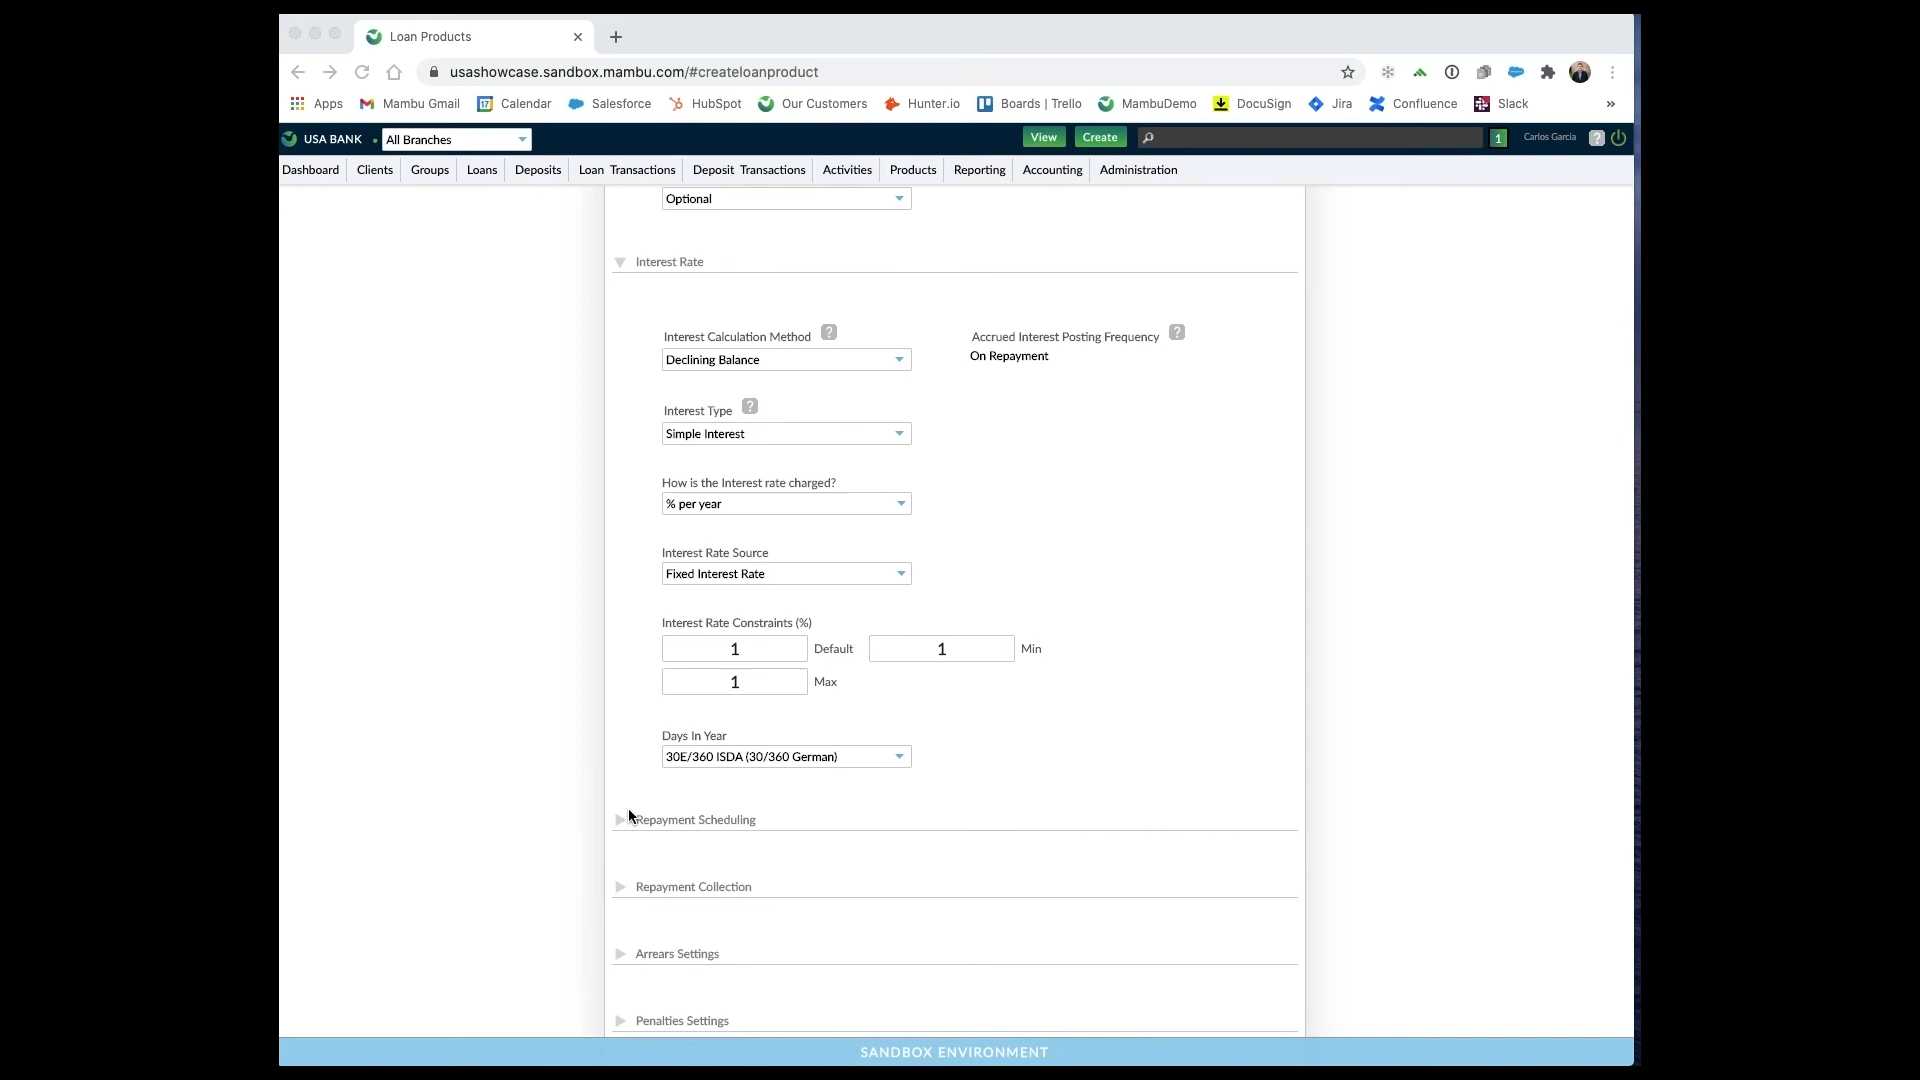 Loan Products
usashowcase.sandbox.mambu.com/#createloanproduct
Apps Mambu Gmail 17 Calendar Salesforce HubSpot Our Customers Hunter.io Boards | Trello MambuDemo DocuSign Jira Confluence Slack »
USA BANK All Branches View Create 1 Carlos Garcia ?
Dashboard Clients Groups Loans Deposits Loan Transactions Deposit Transactions Activities Products Reporting Accounting Administration
Optional
Interest Rate
Interest Calculation Method ? Accrued Interest Posting Frequency ?
Declining Balance On Repayment
Interest Type ?
Simple Interest
How is the Interest rate charged?
% per year
Interest Rate Source
Fixed Interest Rate
Interest Rate Constraints (%)
1 Default 1 Min
1 Max
Days In Year
30E/360 ISDA (30/360 German)
Repayment Scheduling
Repayment Collection
Arrears Settings
Penalties Settings
SANDBOX ENVIRONMENT